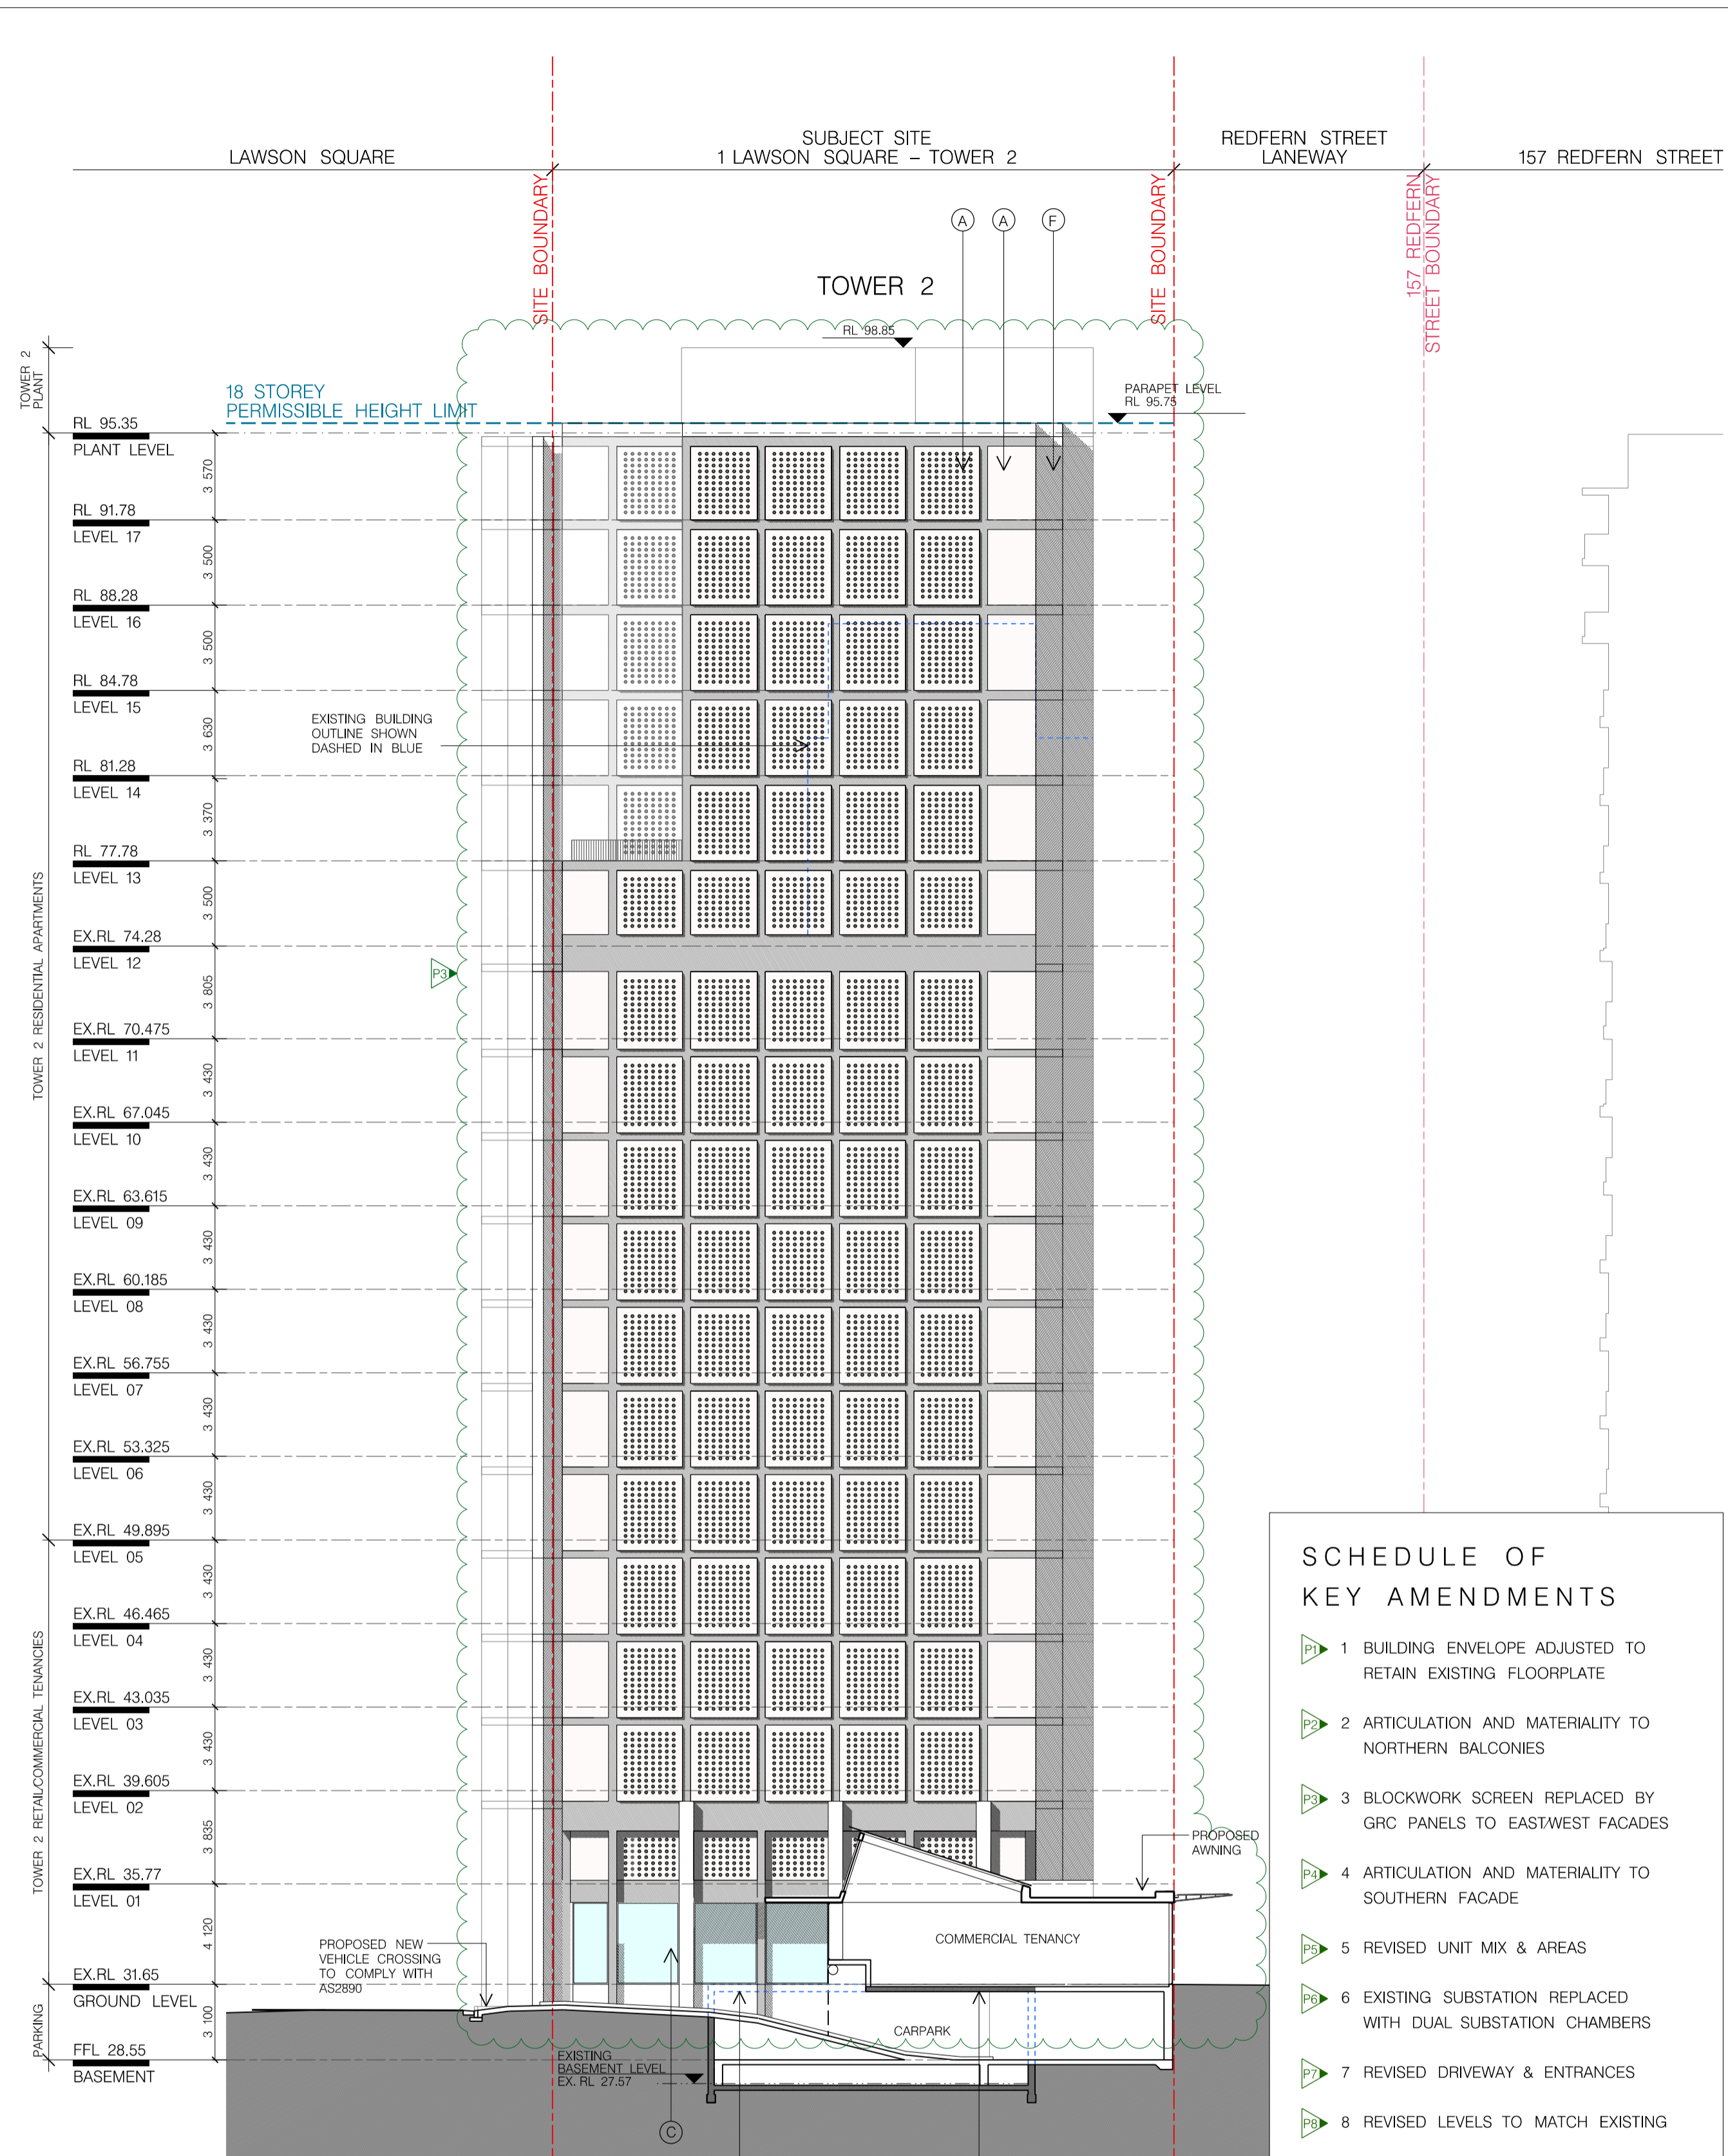 LAWSON SQUARE
SUBJECT SITE
1 LAWSON SQUARE – TOWER 2
REDFERN STREET
LANEWAY
157 REDFERN STREET
SITE BOUNDARY
SITE BOUNDARY
157 REDFERN
STREET BOUNDARY
A
A
F
TOWER 2
RL 98.85
TOWER 2
PLANT
18 STOREY
PERMISSIBLE HEIGHT LIMIT
PARAPET LEVEL
RL 95.75
RL 95.35
PLANT LEVEL
3 570
RL 91.78
LEVEL 17
3 500
RL 88.28
LEVEL 16
3 500
RL 84.78
LEVEL 15
3 630
EXISTING BUILDING
OUTLINE SHOWN
DASHED IN BLUE
RL 81.28
LEVEL 14
3 370
RL 77.78
LEVEL 13
3 500
EX.RL 74.28
LEVEL 12
P3
3 805
TOWER 2 RESIDENTIAL APARTMENTS
EX.RL 70.475
LEVEL 11
3 430
EX.RL 67.045
LEVEL 10
3 430
EX.RL 63.615
LEVEL 09
3 430
EX.RL 60.185
LEVEL 08
3 430
EX.RL 56.755
LEVEL 07
3 430
EX.RL 53.325
LEVEL 06
3 430
EX.RL 49.895
LEVEL 05
3 430
EX.RL 46.465
LEVEL 04
3 430
TOWER 2 RETAIL/COMMERCIAL TENANCIES
EX.RL 43.035
LEVEL 03
3 430
EX.RL 39.605
LEVEL 02
3 835
EX.RL 35.77
LEVEL 01
4 120
PROPOSED
AWNING
COMMERCIAL TENANCY
PROPOSED NEW
VEHICLE CROSSING
TO COMPLY WITH
AS2890
EX.RL 31.65
GROUND LEVEL
3 100
PARKING
CARPARK
FFL 28.55
BASEMENT
EXISTING
BASEMENT LEVEL
EX. RL 27.57
C
SCHEDULE OF
KEY AMENDMENTS
P1 1 BUILDING ENVELOPE ADJUSTED TO
RETAIN EXISTING FLOORPLATE
P2 2 ARTICULATION AND MATERIALITY TO
NORTHERN BALCONIES
P3 3 BLOCKWORK SCREEN REPLACED BY
GRC PANELS TO EAST/WEST FACADES
P4 4 ARTICULATION AND MATERIALITY TO
SOUTHERN FACADE
P5 5 REVISED UNIT MIX & AREAS
P6 6 EXISTING SUBSTATION REPLACED
WITH DUAL SUBSTATION CHAMBERS
P7 7 REVISED DRIVEWAY & ENTRANCES
P8 8 REVISED LEVELS TO MATCH EXISTING